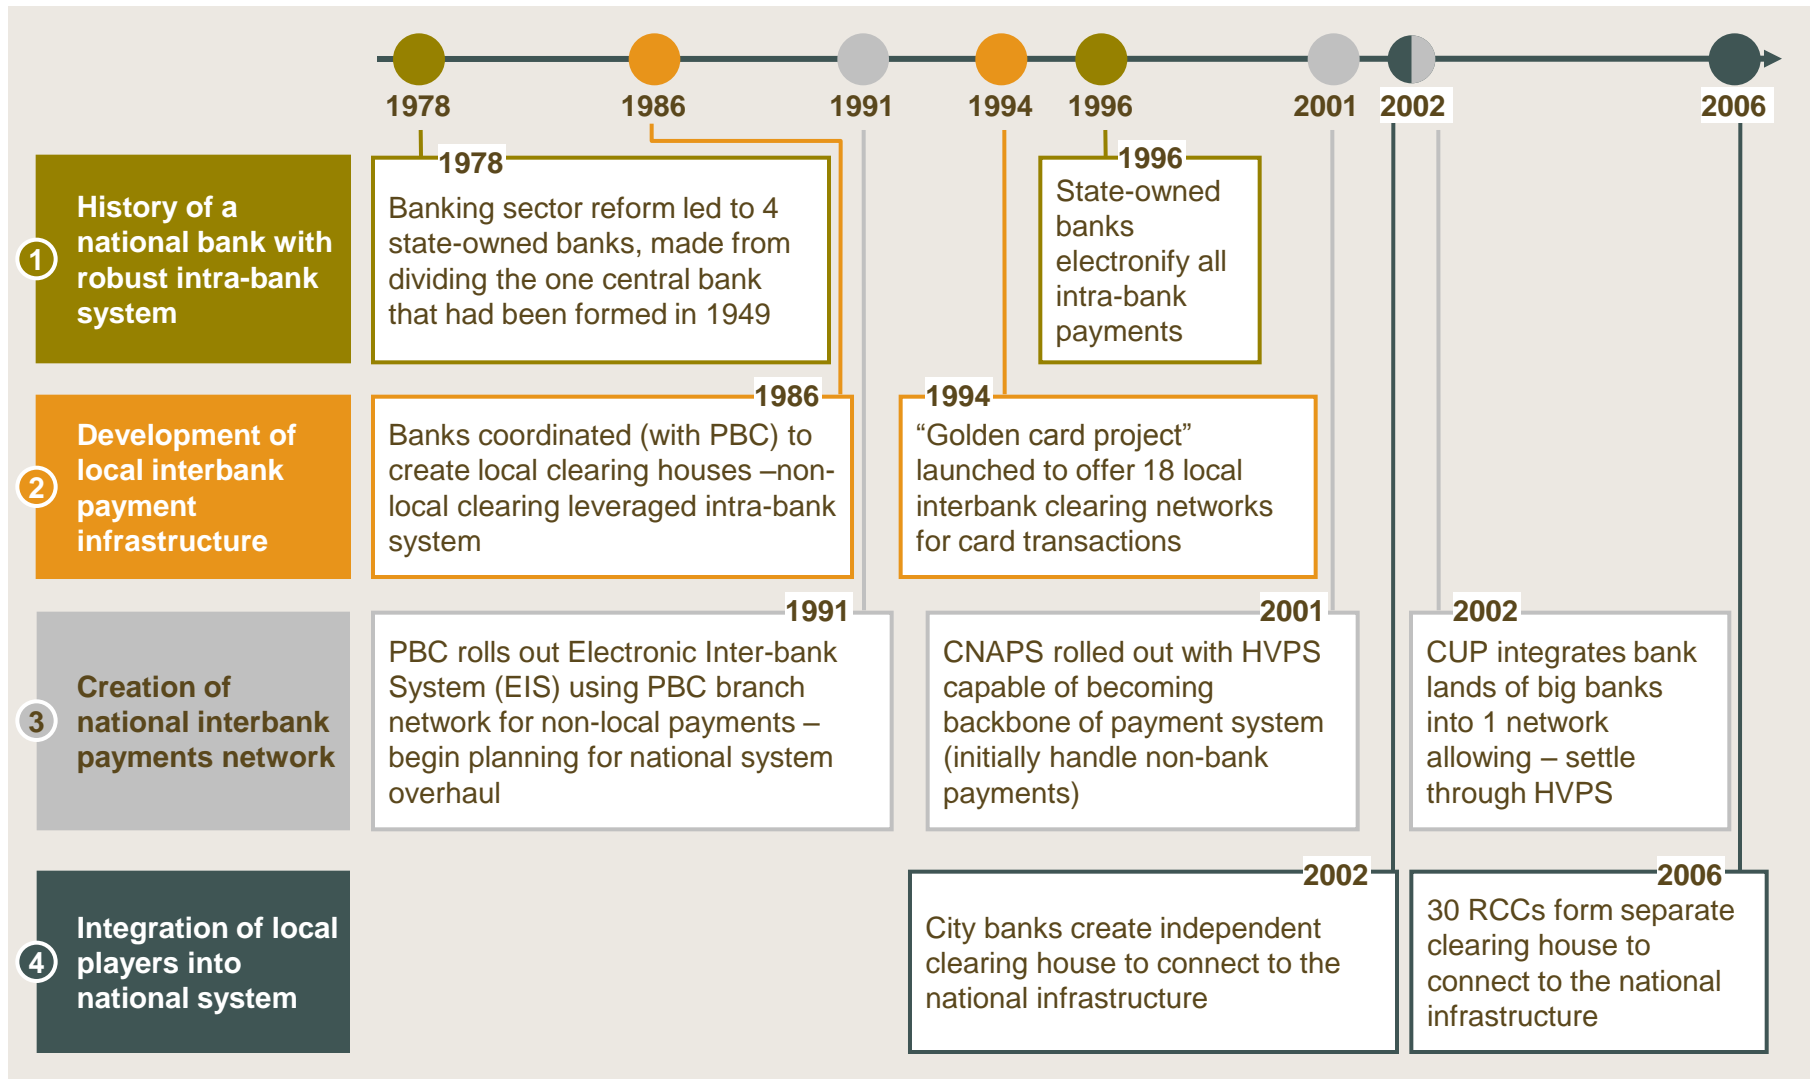 1978
1986
1991
1994
1996
2001
2002
2006
1
History of a
national bank with
robust intra-bank
system
1978
Banking sector reform led to 4
state-owned banks, made from
dividing the one central bank
that had been formed in 1949
1996
State-owned
banks
electronify all
intra-bank
payments
2
Development of
local interbank
payment
infrastructure
1986
Banks coordinated (with PBC) to
create local clearing houses –non-
local clearing leveraged intra-bank
system
1994
“Golden card project”
launched to offer 18 local
interbank clearing networks
for card transactions
3
Creation of
national interbank
payments network
1991
PBC rolls out Electronic Inter-bank
System (EIS) using PBC branch
network for non-local payments –
begin planning for national system
overhaul
2001
CNAPS rolled out with HVPS
capable of becoming
backbone of payment system
(initially handle non-bank
payments)
2002
CUP integrates bank
lands of big banks
into 1 network
allowing – settle
through HVPS
4
Integration of local
players into
national system
2002
City banks create independent
clearing house to connect to the
national infrastructure
2006
30 RCCs form separate
clearing house to
connect to the national
infrastructure